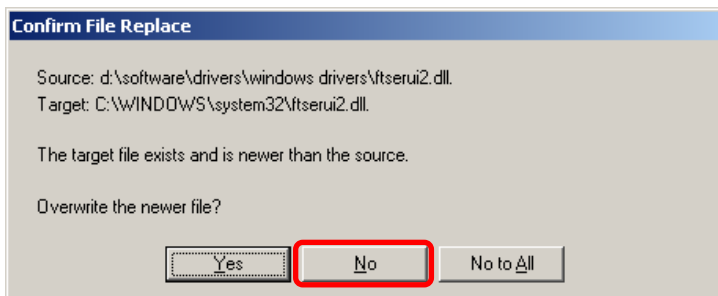 Confirm File Replace
Source: d:\software\drivers\windows drivers\ftserui2.dll.
Target: C:\WINDOWS\system32\ftserui2.dll.
The target file exists and is newer than the source.
Overwrite the newer file?
Yes No No to All